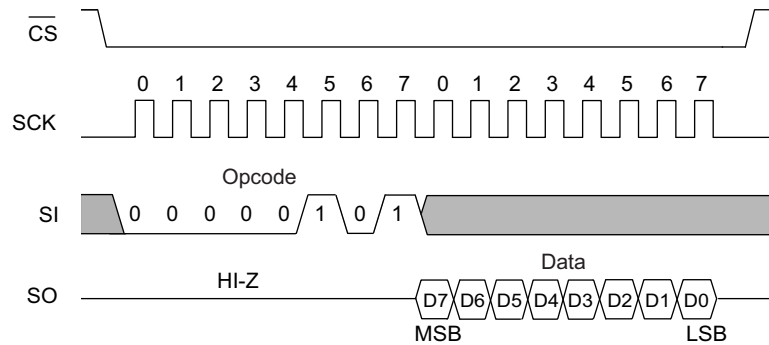 CS
0 1 2 3 4 5 6 7 0 1 2 3 4 5 6 7
SCK
Opcode
SI 0 0 0 0 0 1 0 1
Data
HI-Z
SO D7 D6 D5 D4 D3 D2 D1 D0
MSB LSB